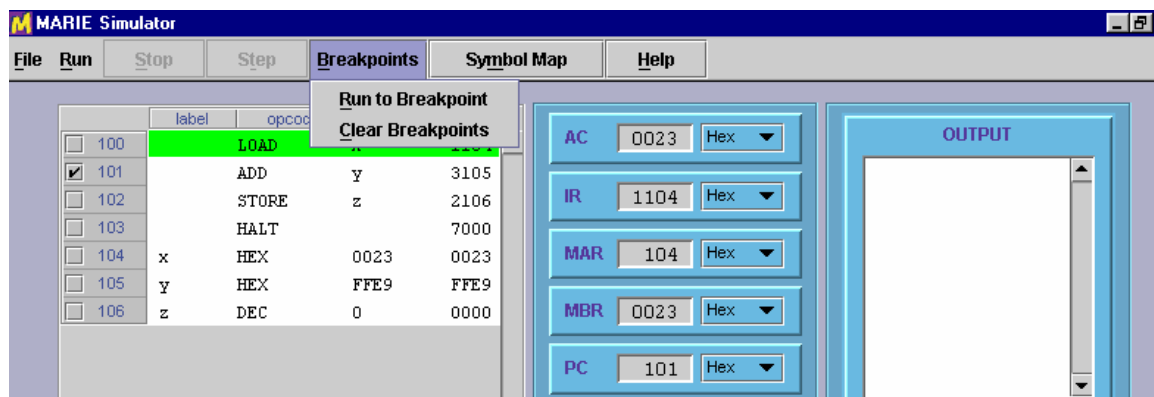 MARIE Simulator
File Run Stop Step Breakpoints Symbol Map Help
Run to Breakpoint
Clear Breakpoints
label
100 LOAD
101 ADD y 3105
102 STORE z 2106
103 HALT 7000
104 x HEX 0023 0023
105 y HEX FFE9 FFE9
106 z DEC 0 0000
AC 0023 Hex
IR 1104 Hex
MAR 104 Hex
MBR 0023 Hex
PC 101 Hex
OUTPUT